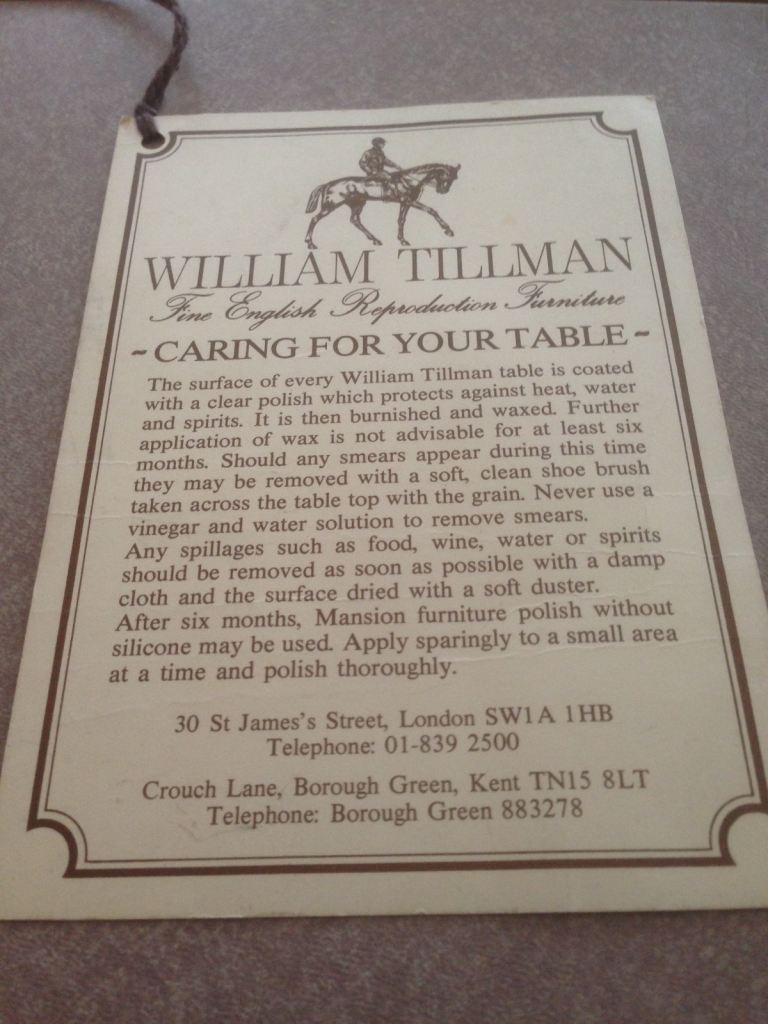 WILLIAM TILLMAN
Fine English Reproduction Furniture
~ CARING FOR YOUR TABLE ~
The surface of every William Tillman table is coated
with a clear polish which protects against heat, water
and spirits. It is then burnished and waxed. Further
application of wax is not advisable for at least six
months. Should any smears appear during this time
they may be removed with a soft, clean shoe brush
taken across the table top with the grain. Never use a
vinegar and water solution to remove smears.
Any spillages such as food, wine, water or spirits
should be removed as soon as possible with a damp
cloth and the surface dried with a soft duster.
After six months, Mansion furniture polish without
silicone may be used. Apply sparingly to a small area
at a time and polish thoroughly.
30 St James's Street, London SW1A 1HB
Telephone: 01-839 2500
Crouch Lane, Borough Green, Kent TN15 8LT
Telephone: Borough Green 883278